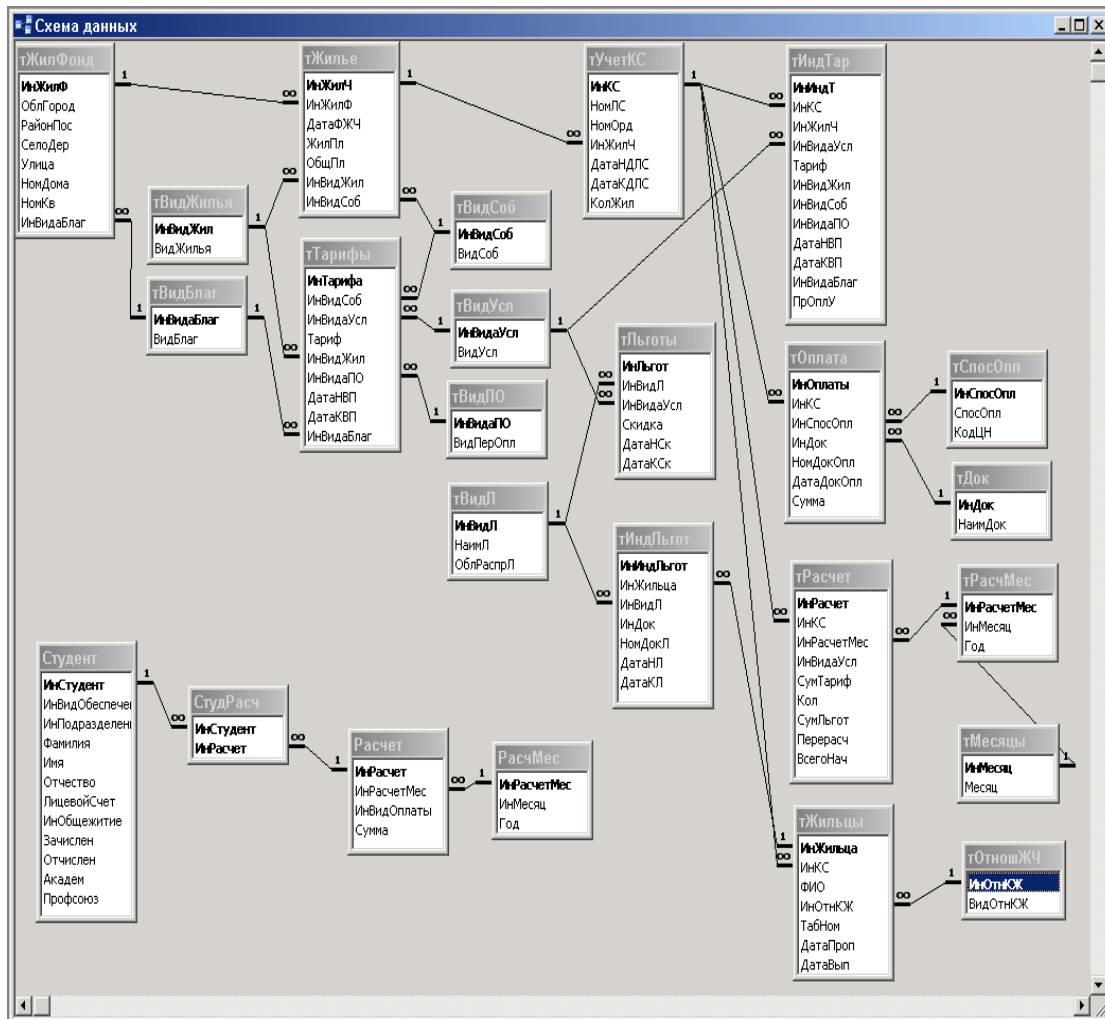 Схема данных
тЖилФонд
ИнЖилФ
ОблГород
РайонПос
СелоДер
Улица
НомДома
НомКв
ИнВидаБлаг
тЖилье
ИнЖилЧ
ИнЖилФ
ДатаФЖЧ
ЖилПл
ОбщПл
ИнВидЖил
ИнВидСоб
тУчетКС
ИнКС
НомЛС
НомОрд
ИнЖилЧ
ДатаНДЛС
ДатаКДЛС
КолЖил
тИндТар
ИнИндТ
ИнКС
ИнЖилЧ
ИнВидаУсл
Тариф
ИнВидЖил
ИнВидСоб
ИнВидаПО
ДатаНВП
ДатаКВП
ИнВидаБлаг
ПрОплУ
тВидЖилья
ИнВидЖил
ВидЖилья
тВидСоб
ИнВидСоб
ВидСоб
тТарифы
ИнТарифа
ИнВидСоб
ИнВидаУсл
Тариф
ИнВидЖил
ИнВидаПО
ДатаНВП
ДатаКВП
ИнВидаБлаг
тВидБлаг
ИнВидаБлаг
ВидБлаг
тВидУсл
ИнВидаУсл
ВидУсл
тЛьготы
ИнЛьгот
ИнВидЛ
ИнВидаУсл
Скидка
ДатаНСк
ДатаКСк
тОплата
ИнОплаты
ИнКС
ИнСпосОпл
ИнДок
НомДокОпл
ДатаДокОпл
Сумма
тСпосОпл
ИнСпосОпл
СпосОпл
КодЦН
тВидПО
ИнВидаПО
ВидПерОпл
тДок
ИнДок
НаимДок
тВидЛ
ИнВидЛ
НаимЛ
ОблРаспрЛ
тИндЛьгот
ИнИндЛьгот
ИнЖильца
ИнВидЛ
ИнДок
НомДокЛ
ДатаНЛ
ДатаКЛ
тРасчет
ИнРасчет
ИнКС
ИнРасчетМес
ИнВидаУсл
СумТариф
Кол
СумЛьгот
Перерасч
ВсегоНач
тРасчМес
ИнРасчетМес
ИнМесяц
Год
Студент
ИнСтудент
ИнВидОбеспече
ИнПодразделен
Фамилия
Имя
Отчество
ЛицевойСчет
ИнОбщежитие
Зачислен
Отчислен
Академ
Профсоюз
СтудРасч
ИнСтудент
ИнРасчет
Расчет
ИнРасчет
ИнРасчетМес
ИнВидОплаты
Сумма
РасчМес
ИнРасчетМес
ИнМесяц
Год
тМесяцы
ИнМесяц
Месяц
тЖильцы
ИнЖильца
ИнКС
ФИО
ИнОтнКЖ
ТабНом
ДатаПроп
ДатаВып
тОтношЖЧ
ИнОтнКЖ
ВидОтнКЖ